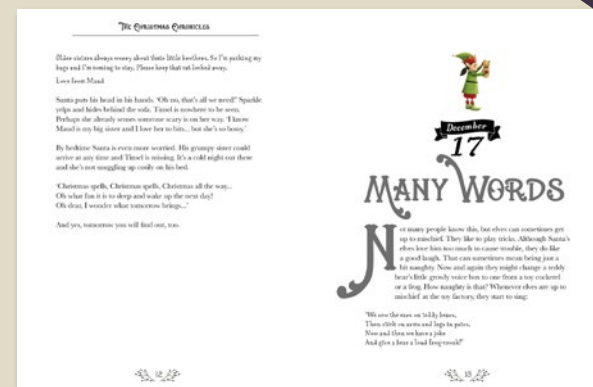 The Christmas Chronicles
Older sisters always worry about their little brothers. So I'm packing my
bags and I'm coming to stay. Please keep that cat locked away.
Love from Maud
Santa puts his head in his hands. 'Oh no, that's all we need!' Sparkle
yelps and hides behind the sofa. Tinsel is nowhere to be seen.
Perhaps she already senses someone scary is on her way. 'I know
Maud is my big sister and I love her to bits... but she's so bossy.'
By bedtime Santa is even more worried. His grumpy sister could
arrive at any time and Tinsel is missing. It's a cold night out there
and she's not snuggling up cosily on his bed.
'Christmas spells, Christmas spells, Christmas all the way...
Oh what fun it is to sleep and wake up the next day!
Oh dear, I wonder what tomorrow brings...'
And yes, tomorrow you will find out, too.
12
December
17
Many Words
Not many people know this, but elves can sometimes get
up to mischief. They like to play tricks. Although Santa's
elves love him too much to cause trouble, they do like
a good laugh. That can sometimes mean being just a
bit naughty. Now and again they might change a teddy
bear's little growly voice box to one from a toy cockerel
or a frog. How naughty is that? Whenever elves are up to
mischief at the toy factory, they start to sing:
'We sew the ears on teddy bears,
Then stitch on arms and legs in pairs.
Now and then we have a joke
And give a bear a loud frog-croak!'
13